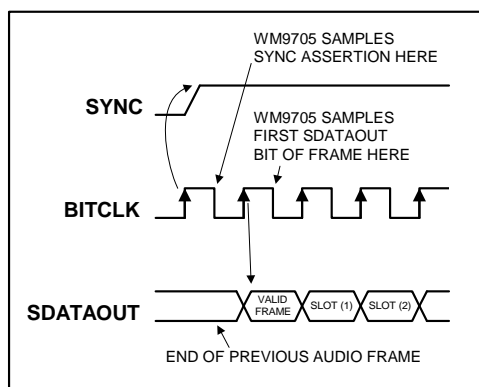 WM9705 SAMPLES
SYNC ASSERTION HERE
SYNC
WM9705 SAMPLES
FIRST SDATAOUT
BIT OF FRAME HERE
BITCLK
SDATAOUT
VALID
FRAME
SLOT (1)
SLOT (2)
END OF PREVIOUS AUDIO FRAME